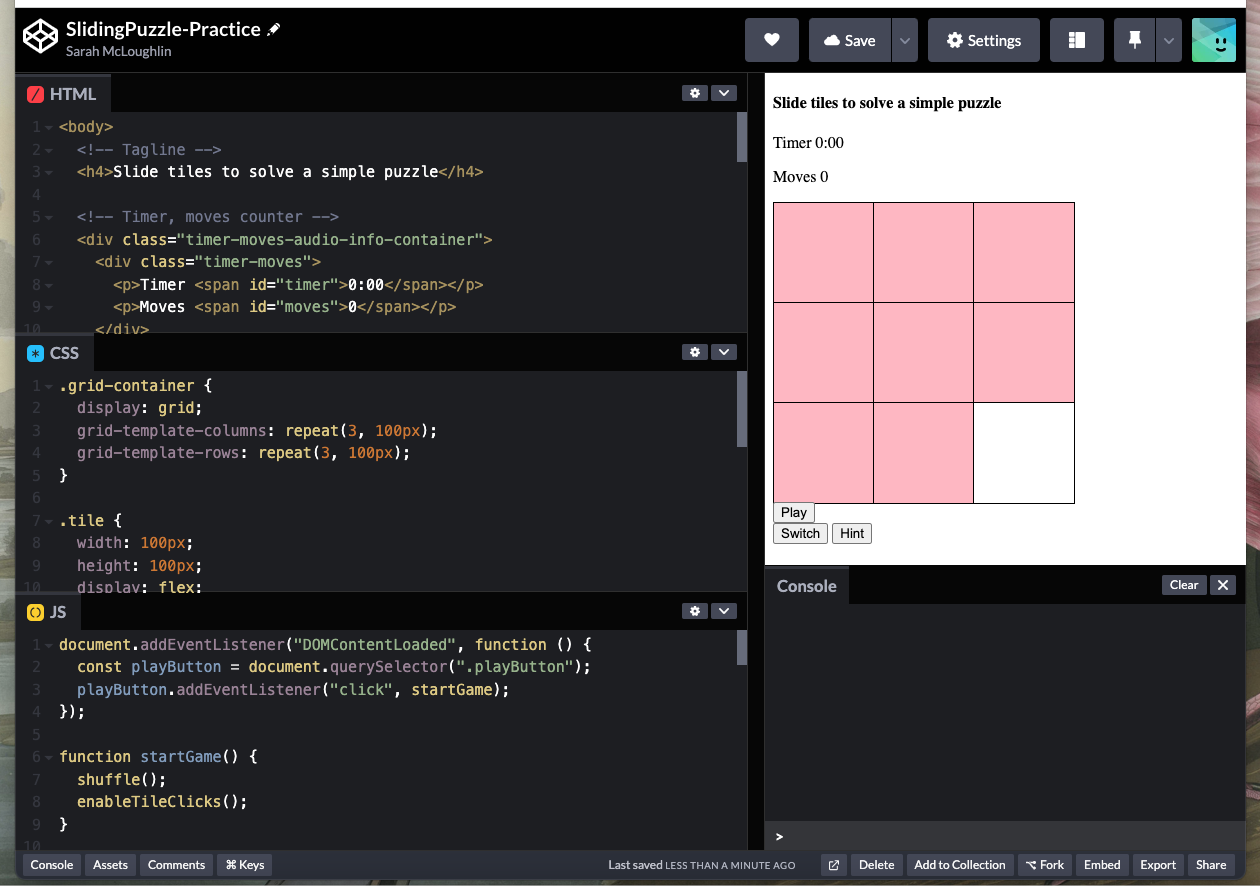 SlidingPuzzle-Practice
Sarah McLoughlin
Save
Settings
HTML
1 <body>
2 <!-- Tagline -->
3 <h4>Slide tiles to solve a simple puzzle</h4>
4
5 <!-- Timer, moves counter -->
6 <div class="timer-moves-audio-info-container">
7 <div class="timer-moves">
8 <p>Timer <span id="timer">0:00</span></p>
9 <p>Moves <span id="moves">0</span></p>
10 </div>
CSS
1 .grid-container {
2 display: grid;
3 grid-template-columns: repeat(3, 100px);
4 grid-template-rows: repeat(3, 100px);
5 }
6
7 .tile {
8 width: 100px;
9 height: 100px;
10 display: flex;
JS
1 document.addEventListener("DOMContentLoaded", function () {
2 const playButton = document.querySelector(".playButton");
3 playButton.addEventListener("click", startGame);
4 });
5
6 function startGame() {
7 shuffle();
8 enableTileClicks();
9 }
10
Slide tiles to solve a simple puzzle
Timer 0:00
Moves 0
Play
Switch Hint
Console
Clear
>
Console Assets Comments ⌘ Keys Last saved LESS THAN A MINUTE AGO Delete Add to Collection ⌥ Fork Embed Export Share